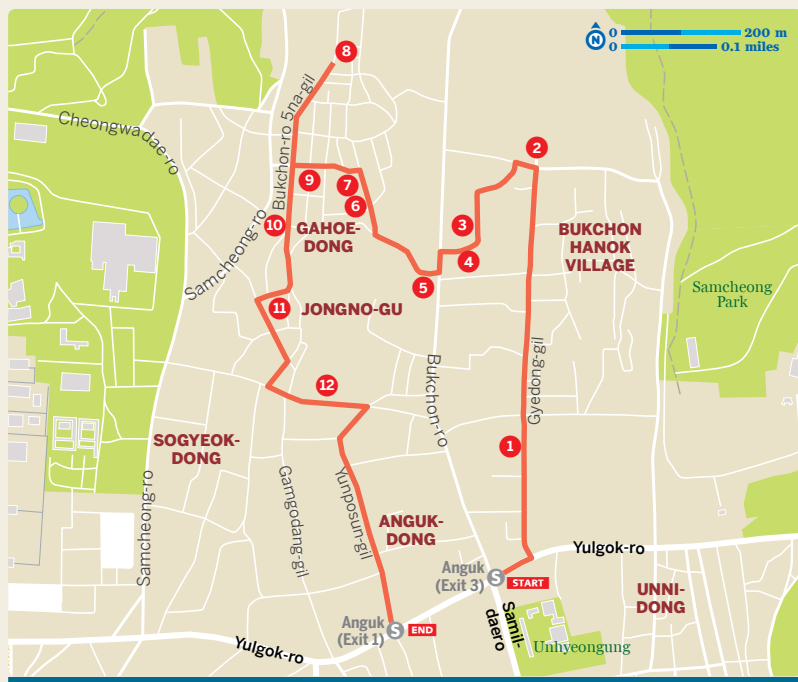 0 200 m
N
0 0.1 miles
8
Cheongwadae-ro
Bukchon-ro 5na-gil
2
9
7
6
3
10
GAHOE-
DONG
BUKCHON
HANOK
VILLAGE
4
Samcheong-ro
5
Samcheong
Park
11
JONGNO-GU
Gyedong-gil
12
Bukchon-ro
1
SOGYEOK-
DONG
Samcheong-ro
Gamgodang-gil
Yunposun-gil
ANGUK-
DONG
Yulgok-ro
Anguk
(Exit 3)
S
START
UNNI-
DONG
Anguk
(Exit 1)
S
END
Samil-
daero
Unhyeongung
Yulgok-ro